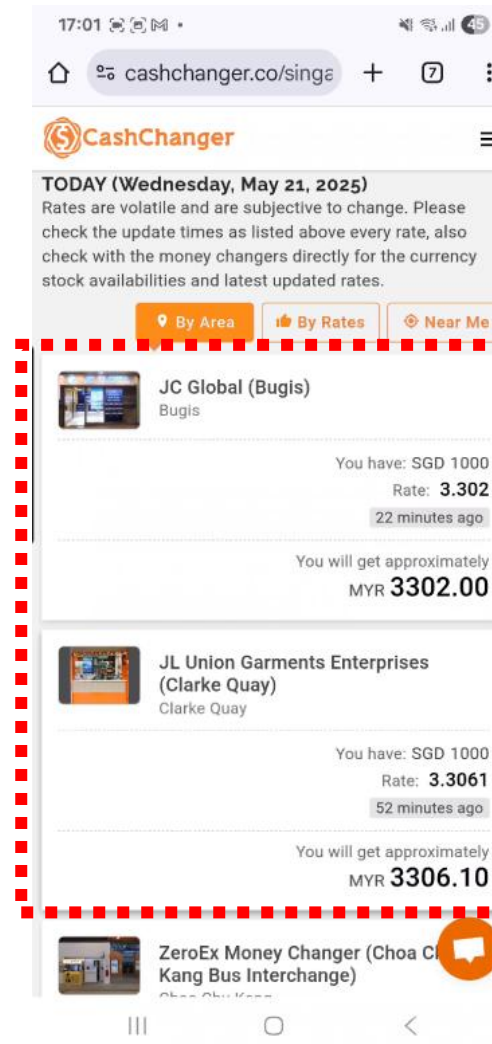 17:01
45
cashchanger.co/singa
7
CashChanger
TODAY (Wednesday, May 21, 2025)
Rates are volatile and are subjective to change. Please
check the update times as listed above every rate, also
check with the money changers directly for the currency
stock availabilities and latest updated rates.
By Area
By Rates
Near Me
JC Global (Bugis)
Bugis
You have: SGD 1000
Rate: 3.302
22 minutes ago
You will get approximately
MYR 3302.00
JL Union Garments Enterprises
(Clarke Quay)
Clarke Quay
You have: SGD 1000
Rate: 3.3061
52 minutes ago
You will get approximately
MYR 3306.10
ZeroEx Money Changer (Choa C
Kang Bus Interchange)